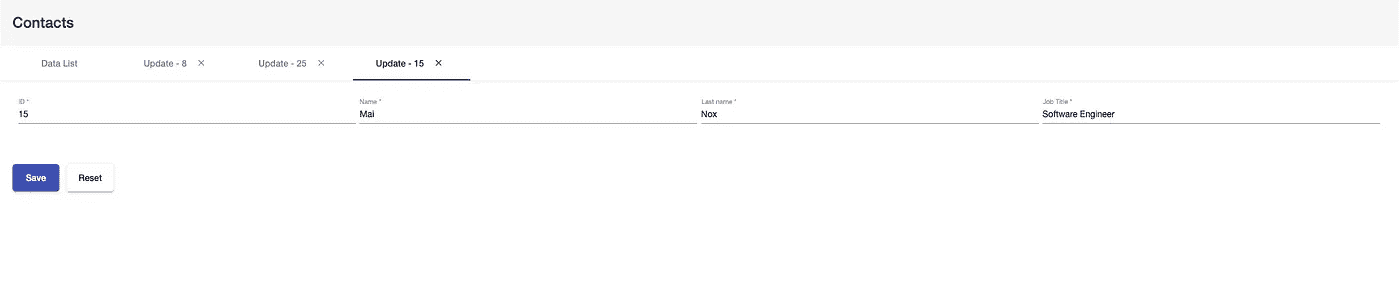 Contacts
Data List Update - 8 Update - 25 Update - 15
ID * Name * Last name * Job Title *
15 Mai Nox Software Engineer
Save Reset